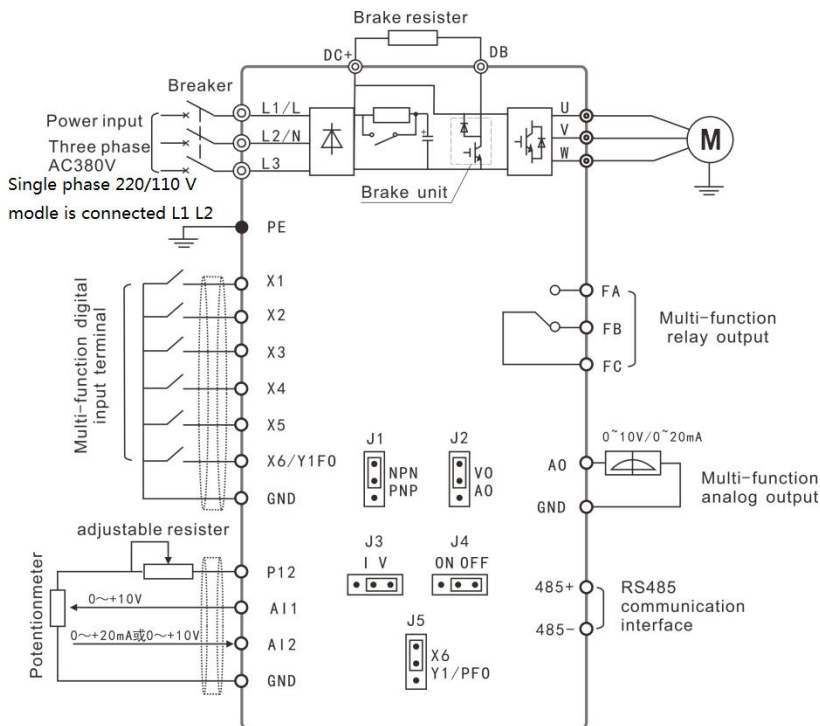 Brake resister
DC+
DB
Breaker
L1/L
L2/N
L3
Power input
Three phase
AC380V
Single phase 220/110 V
modle is connected L1 L2
U
V
W
M
Brake unit
PE
Multi-function digital
input terminal
X1
X2
X3
X4
X5
X6/Y1FO
GND
FA
FB
FC
Multi-function
relay output
J1
NPN
PNP
J2
VO
AO
0~10V/0~20mA
AO
GND
Multi-function
analog output
J3
I V
J4
ON OFF
J5
X6
Y1/PFO
485+
485-
RS485
communication
interface
adjustable resister
Potentionmeter
P12
0~+10V
AI1
0~+20mA或0~+10V
AI2
GND